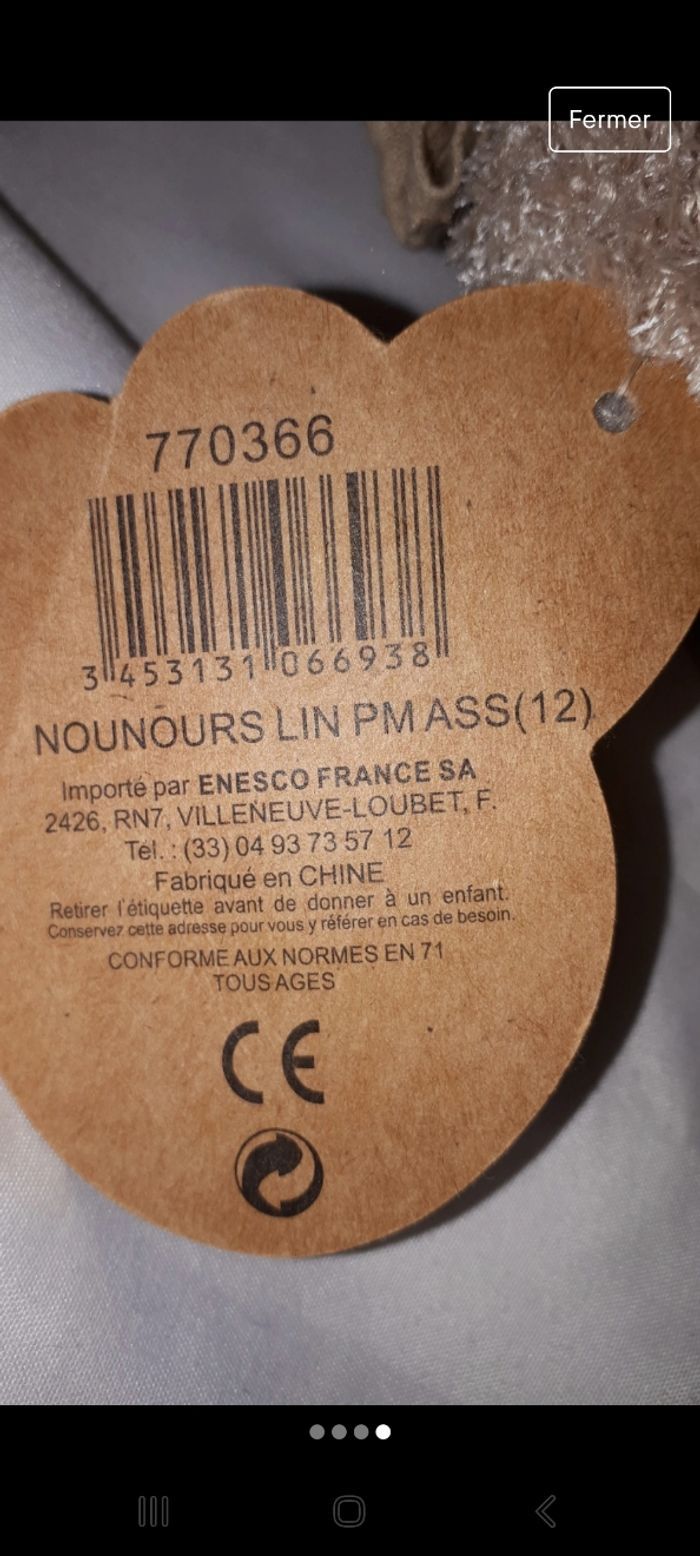 Fermer
770366
3 453131 066938
NOUNOURS LIN PM ASS(12)
Importé par ENESCO FRANCE SA
2426, RN7, VILLENEUVE-LOUBET, F.
Tel. : (33) 04 93 73 57 12
Fabriqué en CHINE
Retirer l'étiquette avant de donner à un enfant.
Conservez cette adresse pour vous y référer en cas de besoin.
CONFORME AUX NORMES EN 71
TOUS AGES
CE